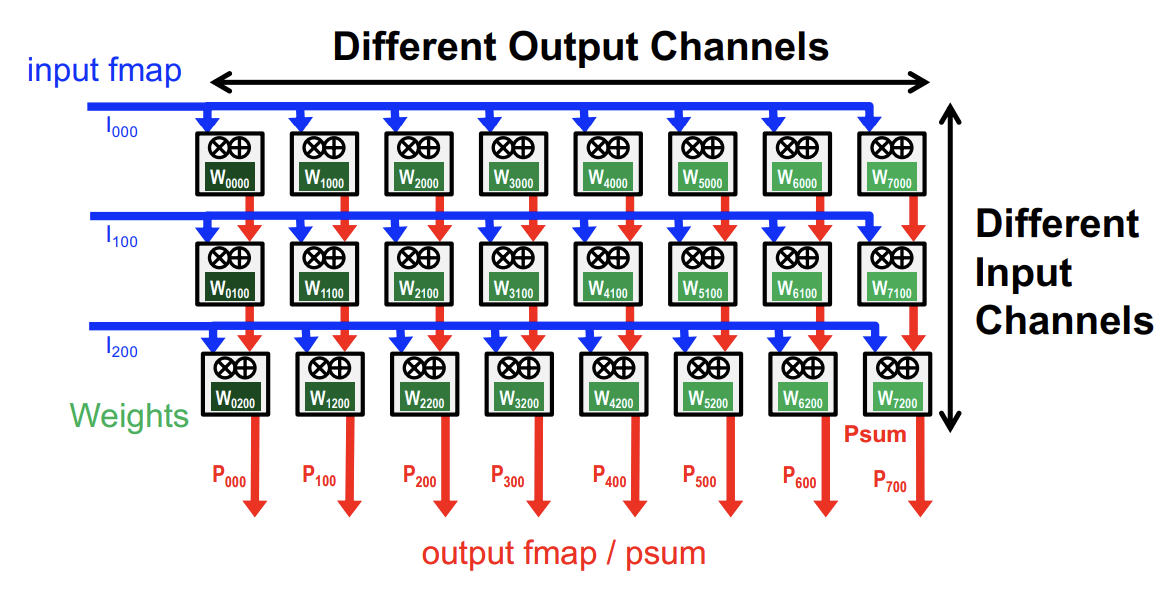 Different Output Channels
input fmap
I000
W0000 W1000 W2000 W3000 W4000 W5000 W6000 W7000
I100
W0100 W1100 W2100 W3100 W4100 W5100 W6100 W7100
Different
Input
Channels
I200
W0200 W1200 W2200 W3200 W4200 W5200 W6200 W7200
Weights
Psum
P000 P100 P200 P300 P400 P500 P600 P700
output fmap / psum